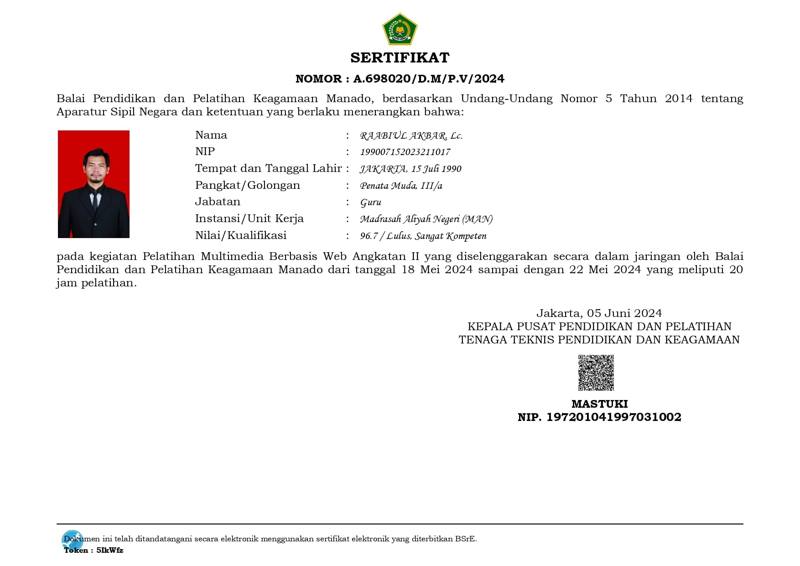 SERTIFIKAT
NOMOR : A.698020/D.M/P.V/2024
Balai Pendidikan dan Pelatihan Keagamaan Manado, berdasarkan Undang-Undang Nomor 5 Tahun 2014 tentang
Aparatur Sipil Negara dan ketentuan yang berlaku menerangkan bahwa:
Nama : RAABIUL AKBAR, Lc.
NIP : 199007152023211017
Tempat dan Tanggal Lahir : JAKARTA, 15 Juli 1990
Pangkat/Golongan : Penata Muda, III/a
Jabatan : Guru
Instansi/Unit Kerja : Madrasah Aliyah Negeri (MAN)
Nilai/Kualifikasi : 96.7 / Lulus, Sangat Kompeten
pada kegiatan Pelatihan Multimedia Berbasis Web Angkatan II yang diselenggarakan secara dalam jaringan oleh Balai
Pendidikan dan Pelatihan Keagamaan Manado dari tanggal 18 Mei 2024 sampai dengan 22 Mei 2024 yang meliputi 20
jam pelatihan.
Jakarta, 05 Juni 2024
KEPALA PUSAT PENDIDIKAN DAN PELATIHAN
TENAGA TEKNIS PENDIDIKAN DAN KEAGAMAAN
MASTUKI
NIP. 197201041997031002
Dokumen ini telah ditandatangani secara elektronik menggunakan sertifikat elektronik yang diterbitkan BSrE.
Token : 5IkWfz